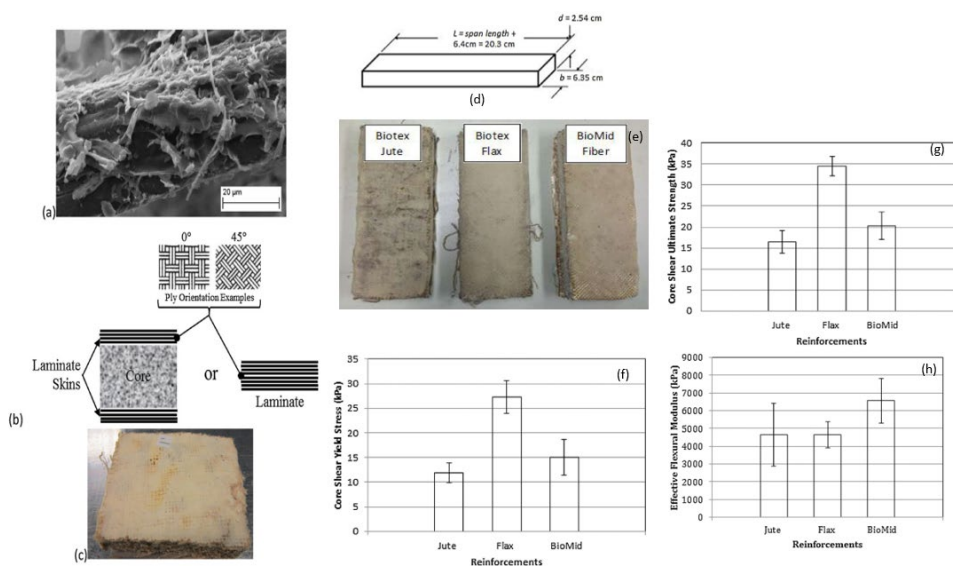 (a)
20 µm
0°
45°
Ply Orientation Examples
Laminate
Skins
Core
or
Laminate
(b)
(c)
d = 2.54 cm
L = span length +
6.4cm = 20.3 cm
b = 6.35 cm
(d)
(e)
Biotex
Jute
Biotex
Flax
BioMid
Fiber
(f)
Core Shear Yield Stress (kPa)
35
30
25
20
15
10
5
0
Jute
Flax
BioMid
Reinforcements
(g)
Core Shear Ultimate Strength (kPa)
40
35
30
25
20
15
10
5
0
Jute
Flax
BioMid
Reinforcements
(h)
Effective Flexural Modulus (kPa)
9000
8000
7000
6000
5000
4000
3000
2000
1000
0
Jute
Flax
BioMid
Reinforcements